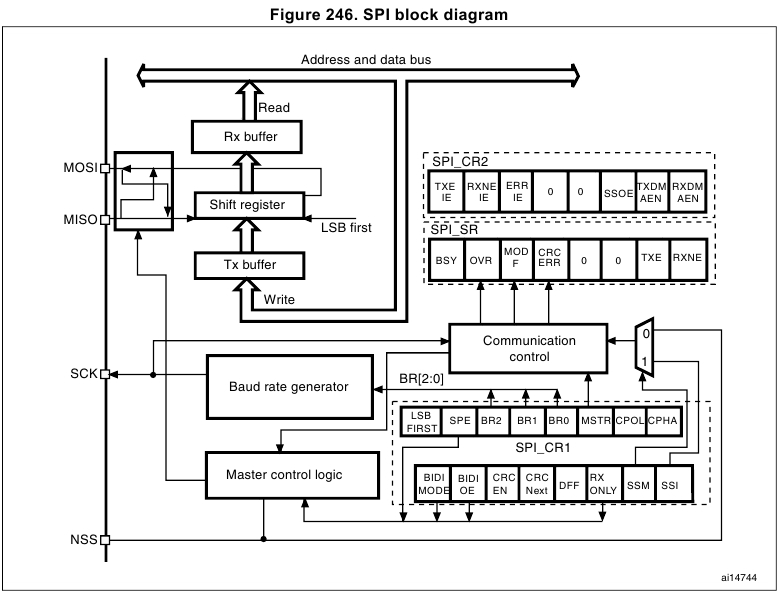 Figure 246. SPI block diagram
Address and data bus
Read
Rx buffer
MOSI
MISO
Shift register
LSB first
Tx buffer
Write
SPI_CR2
TXE
IE
RXNE
IE
ERR
IE
0
0
SSOE
TXDM
AEN
RXDM
AEN
SPI_SR
BSY
OVR
MOD
F
CRC
ERR
0
0
TXE
RXNE
Communication
control
0
1
SCK
Baud rate generator
BR[2:0]
LSB
FIRST
SPE
BR2
BR1
BR0
MSTR
CPOL
CPHA
SPI_CR1
Master control logic
BIDI
MODE
BIDI
OE
CRC
EN
CRC
Next
DFF
RX
ONLY
SSM
SSI
NSS
ai14744